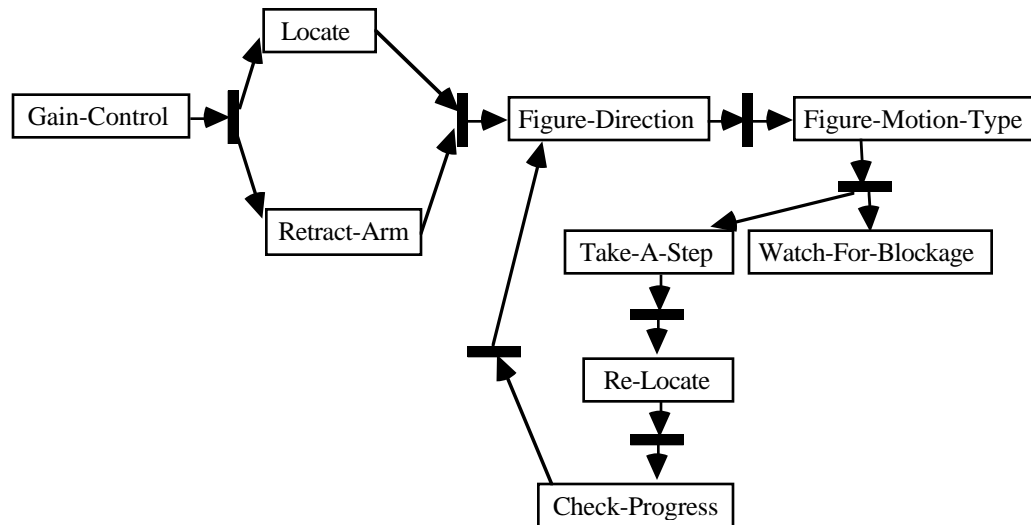 Locate
Gain-Control
Figure-Direction
Figure-Motion-Type
Retract-Arm
Take-A-Step
Watch-For-Blockage
Re-Locate
Check-Progress